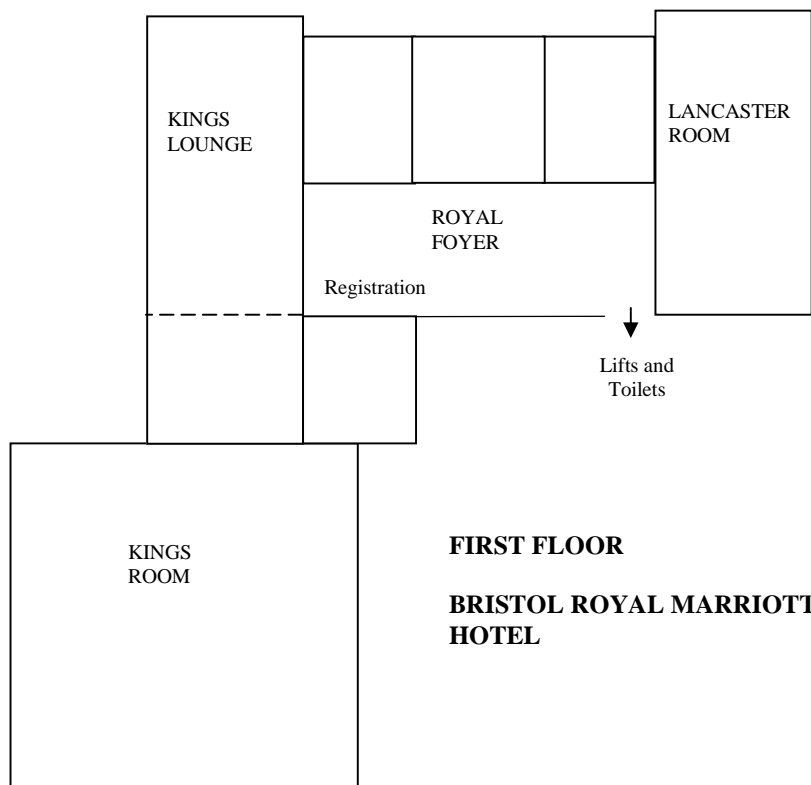 KINGS
LOUNGE
LANCASTER
ROOM
ROYAL
FOYER
Registration
Lifts and
Toilets
KINGS
ROOM
FIRST FLOOR
BRISTOL ROYAL MARRIOTT
HOTEL